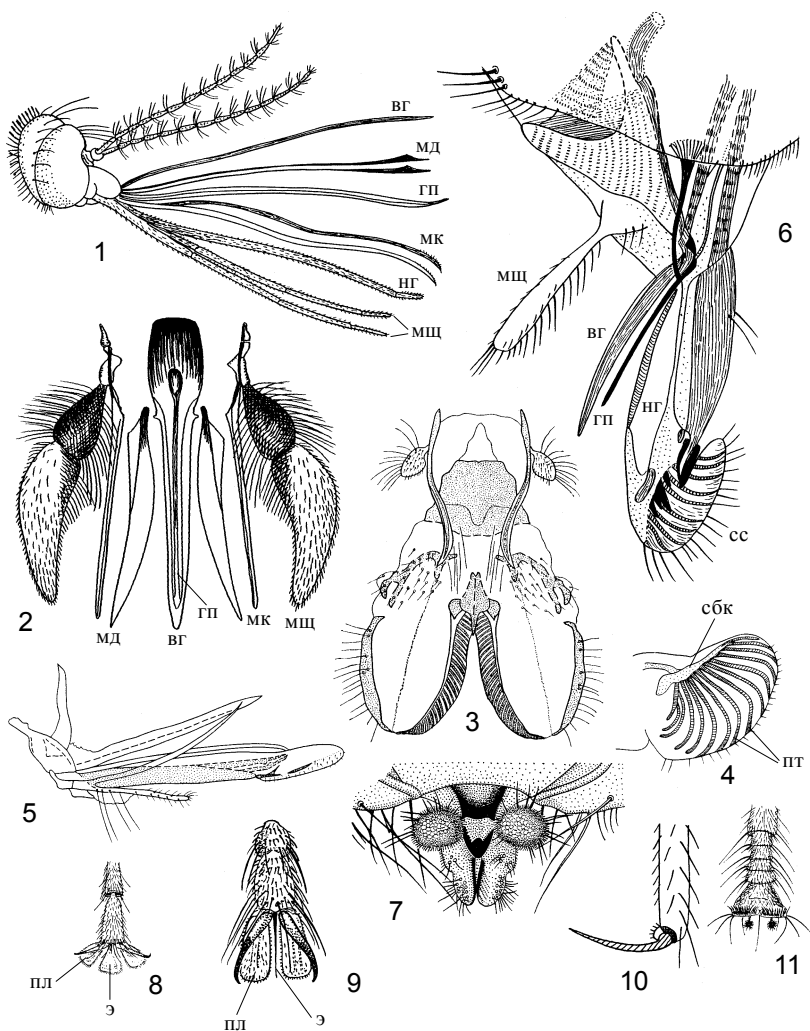 вг
мд
гп
мк
нг
мщ
1
6
мщ
вг
гп
нг
сс
2
мд
гп
вг
мк
мщ
3
сбк
пт
4
5
7
8
пл
э
9
пл
э
10
11